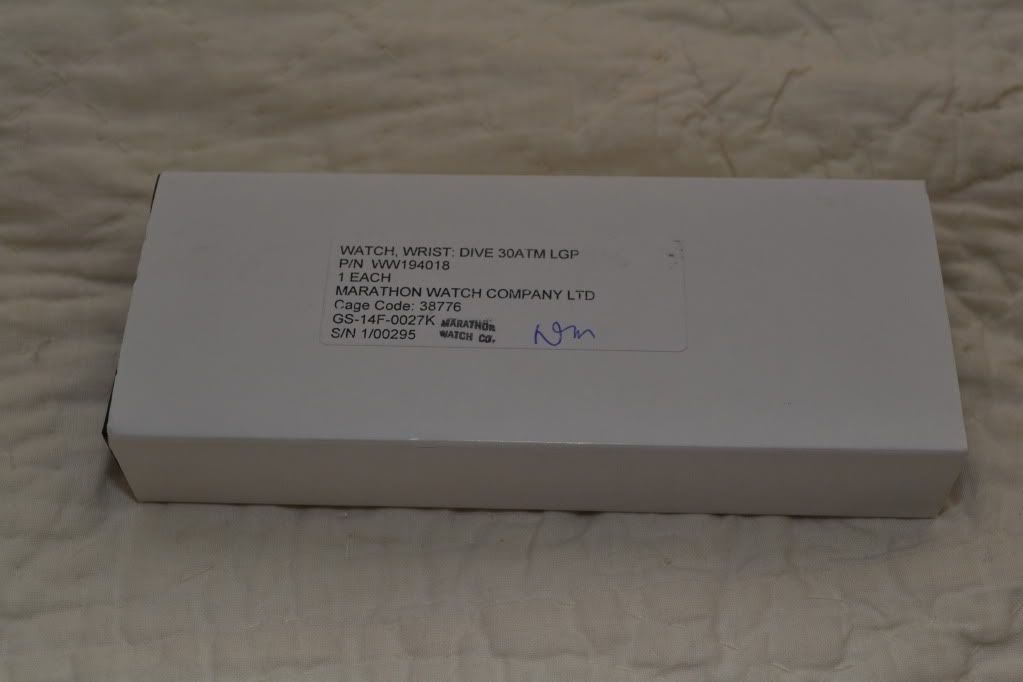 WATCH, WRIST: DIVE 30ATM LGP
P/N WW194018
1 EACH
MARATHON WATCH COMPANY LTD
Cage Code: 38776
GS-14F-0027K
S/N 1/00295
MARATHON
WATCH CO.